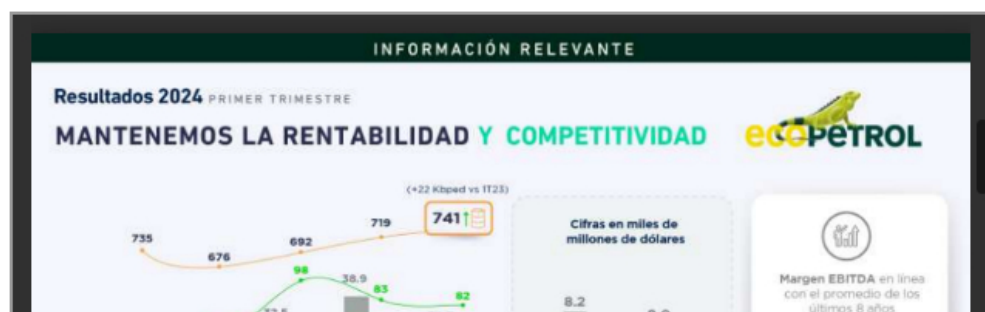 INFORMACIÓN RELEVANTE
Resultados 2024 PRIMER TRIMESTRE
MANTENEMOS LA RENTABILIDAD Y COMPETITIVIDAD
ecopetrol
(+22 Kbped vs 1T23)
735
676
692
719
741
98
38.9
83
82
Cifras en miles de
millones de dólares
8.2
Margen EBITDA en línea
con el promedio de los
últimos 8 años